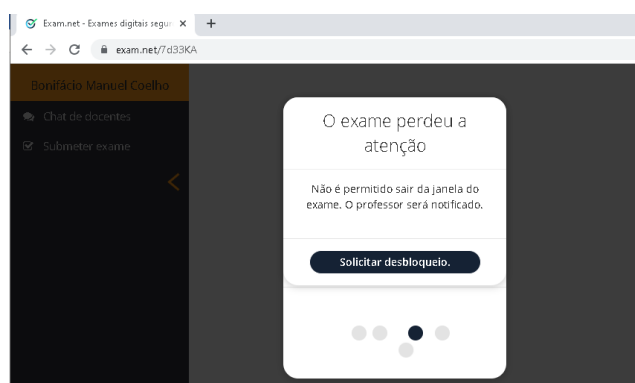 Exam.net - Exames digitais segur
exam.net/7d33KA
Bonifácio Manuel Coelho
Chat de docentes
Submeter exame
O exame perdeu a
atenção
Não é permitido sair da janela do
exame. O professor será notificado.
Solicitar desbloqueio.